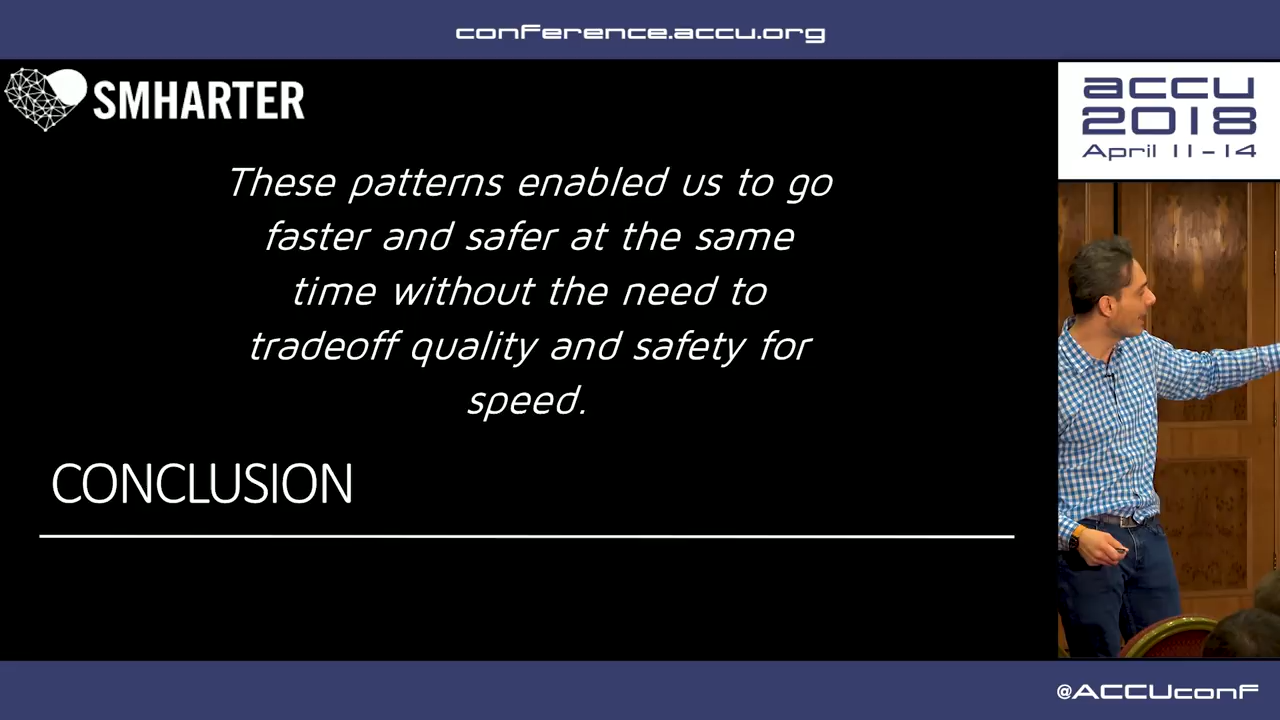 conference.accu.org
SMHARTER
accu
2018
April 11-14
These patterns enabled us to go
faster and safer at the same
time without the need to
tradeoff quality and safety for
speed.
CONCLUSION
@ACCUconf